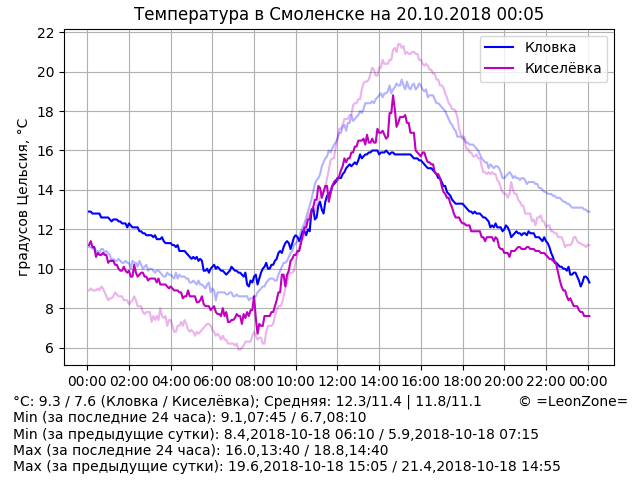 Температура в Смоленске на 20.10.2018 00:05
градусов Цельсия, °C
22
20
18
16
14
12
10
8
6
Кловка
Киселёвка
00:00 02:00 04:00 06:00 08:00 10:00 12:00 14:00 16:00 18:00 20:00 22:00 00:00
°C: 9.3 / 7.6 (Кловка / Киселёвка); Средняя: 12.3/11.4 | 11.8/11.1 © =LeonZone=
Min (за последние 24 часа): 9.1,07:45 / 6.7,08:10
Min (за предыдущие сутки): 8.4,2018-10-18 06:10 / 5.9,2018-10-18 07:15
Max (за последние 24 часа): 16.0,13:40 / 18.8,14:40
Max (за предыдущие сутки): 19.6,2018-10-18 15:05 / 21.4,2018-10-18 14:55